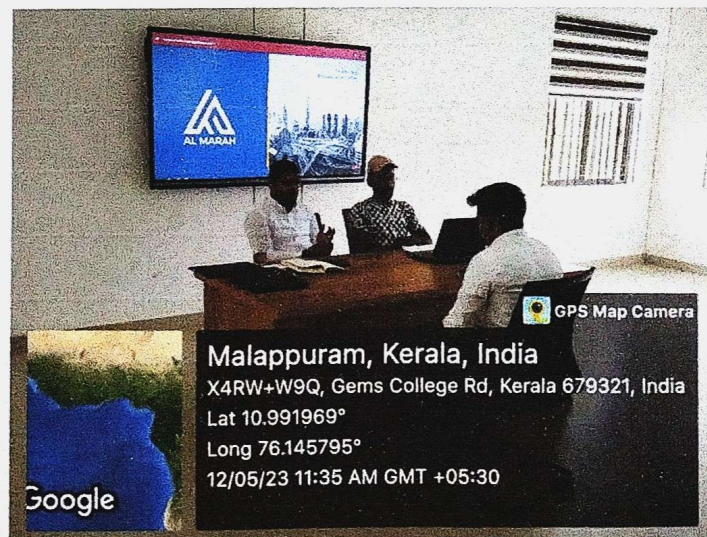 AL MARAH
GPS Map Camera
Malappuram, Kerala, India
X4RW+W9Q, Gems College Rd, Kerala 679321, India
Lat 10.991969°
Long 76.145795°
12/05/23 11:35 AM GMT +05:30
Google